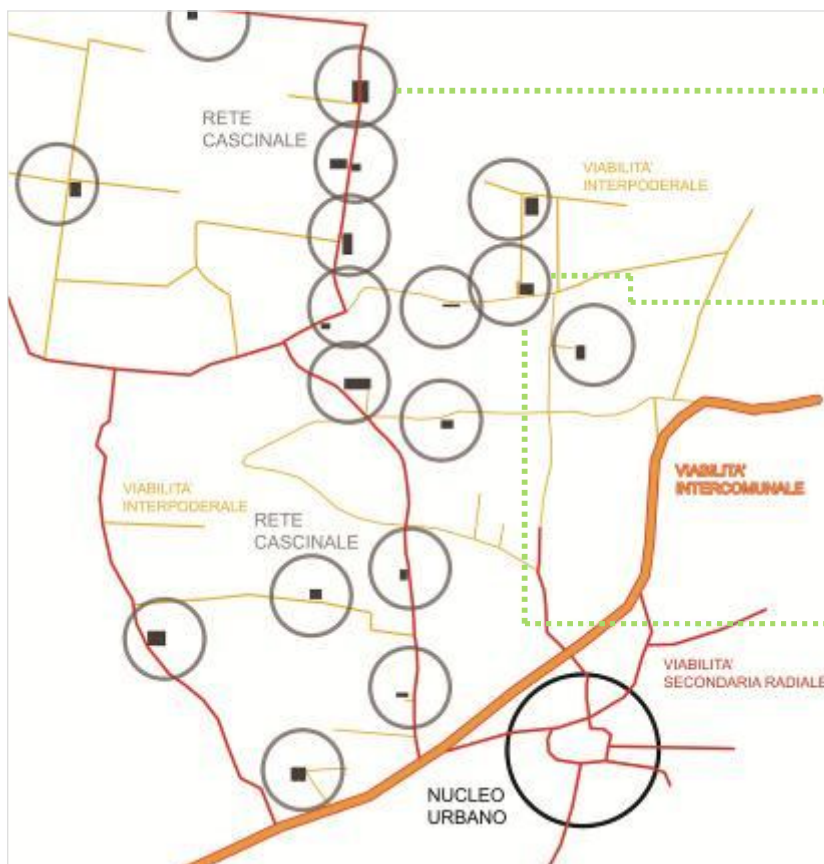 RETE
CASCINALE
VIABILITA'
INTERPODERALE
VIABILITA'
INTERCOMUNALE
VIABILITA'
INTERPODERALE
RETE
CASCINALE
VIABILITA'
SECONDARIA RADIALE
NUCLEO
URBANO